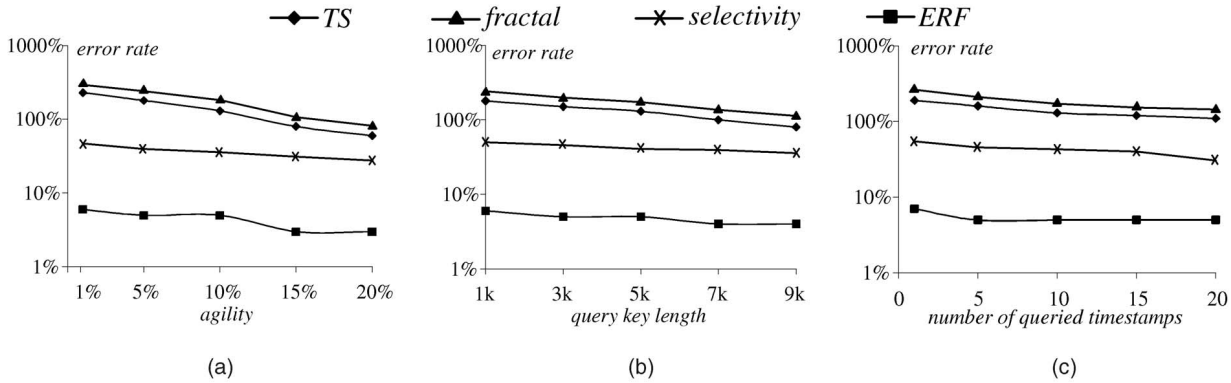 TS fractal selectivity ERF
1000% error rate
100%
10%
1%
1% 5% 10% 15% 20%
agility
(a)
1000% error rate
100%
10%
1%
1k 3k 5k 7k 9k
query key length
(b)
1000% error rate
100%
10%
1%
0 5 10 15 20
number of queried timestamps
(c)